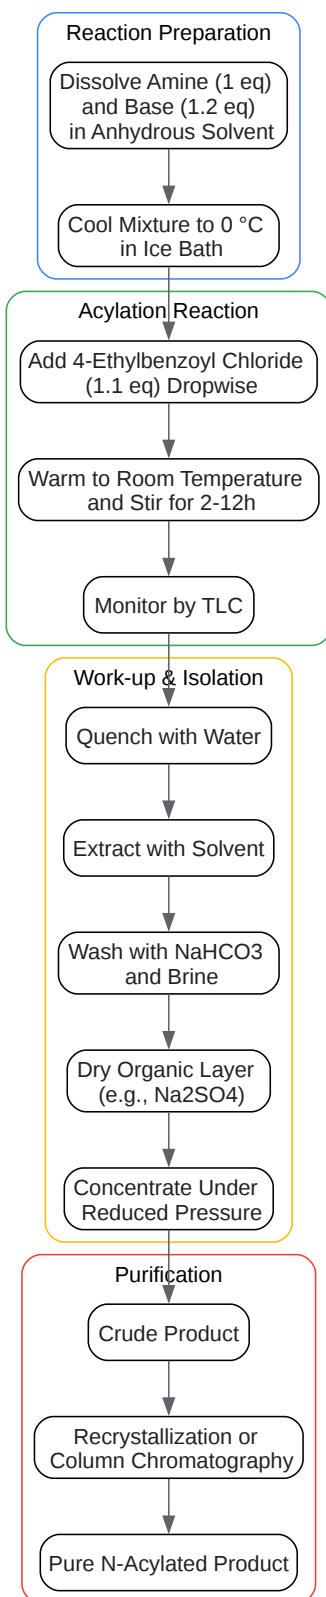 Reaction Preparation
Dissolve Amine (1 eq)
and Base (1.2 eq)
in Anhydrous Solvent
Cool Mixture to 0 °C
in Ice Bath
Acylation Reaction
Add 4-Ethylbenzoyl Chloride
(1.1 eq) Dropwise
Warm to Room Temperature
and Stir for 2-12h
Monitor by TLC
Work-up & Isolation
Quench with Water
Extract with Solvent
Wash with NaHCO3
and Brine
Dry Organic Layer
(e.g., Na2SO4)
Concentrate Under
Reduced Pressure
Purification
Crude Product
Recrystallization or
Column Chromatography
Pure N-Acylated Product